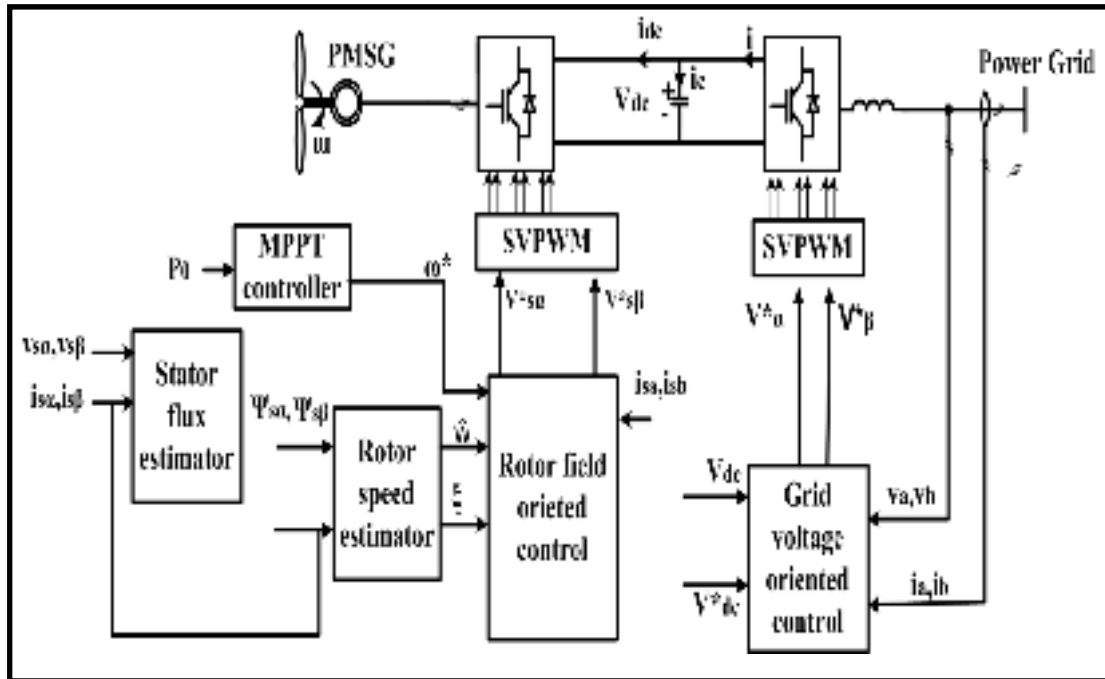 PMSG
ω
idc
i
ic
Vdc
+
-
Power Grid
SVPWM
SVPWM
MPPT
controller
ω*
V*sα
V*sβ
V*α
V*β
vsα,vsβ
isα,isβ
Stator
flux
estimator
Ψsα, Ψsβ
Rotor
speed
estimator
ω̂
Rotor field
orieted
control
isa,isb
Vdc
V*dc
Grid
voltage
oriented
control
va,vb
ia,ib